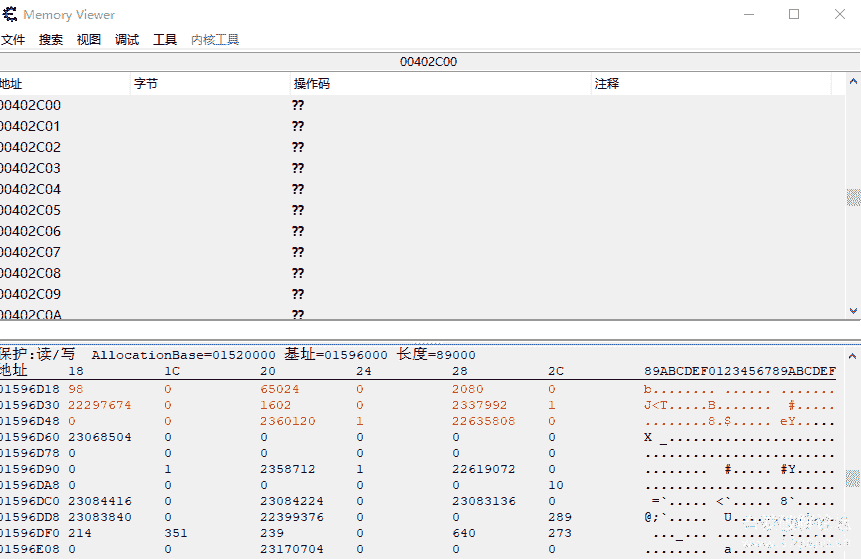 Memory Viewer
文件 搜索 视图 调试 工具 内核工具
00402C00
地址 字节 操作码 注释
00402C00 ??
00402C01 ??
00402C02 ??
00402C03 ??
00402C04 ??
00402C05 ??
00402C06 ??
00402C07 ??
00402C08 ??
00402C09 ??
00402C0A ??
保护:读/写 AllocationBase=01520000 基址=01596000 长度=89000
地址 18 1C 20 24 28 2C 89ABCDEF0123456789ABCDEF
01596D18 98 0 65024 0 2080 0 b........ ...... .......
01596D30 22297674 0 1602 0 2337992 1 J<T.....B....... #.....
01596D48 0 0 2360120 1 22635808 0 ........8.$..... eY.....
01596D60 23068504 0 0 0 0 0 X _.....................
01596D78 0 0 0 0 0 0 ........................
01596D90 0 1 2358712 1 22619072 0 ........ #..... #Y.....
01596DA8 0 0 0 0 0 10 ........................
01596DC0 23084416 0 23084224 0 23083136 0 =`..... <`..... 8`.....
01596DD8 23083840 0 22399376 0 0 289 @;`..... U.....
01596DF0 214 351 239 0 640 273
01596E08 0 0 23170704 0 0 0 ........ a.....